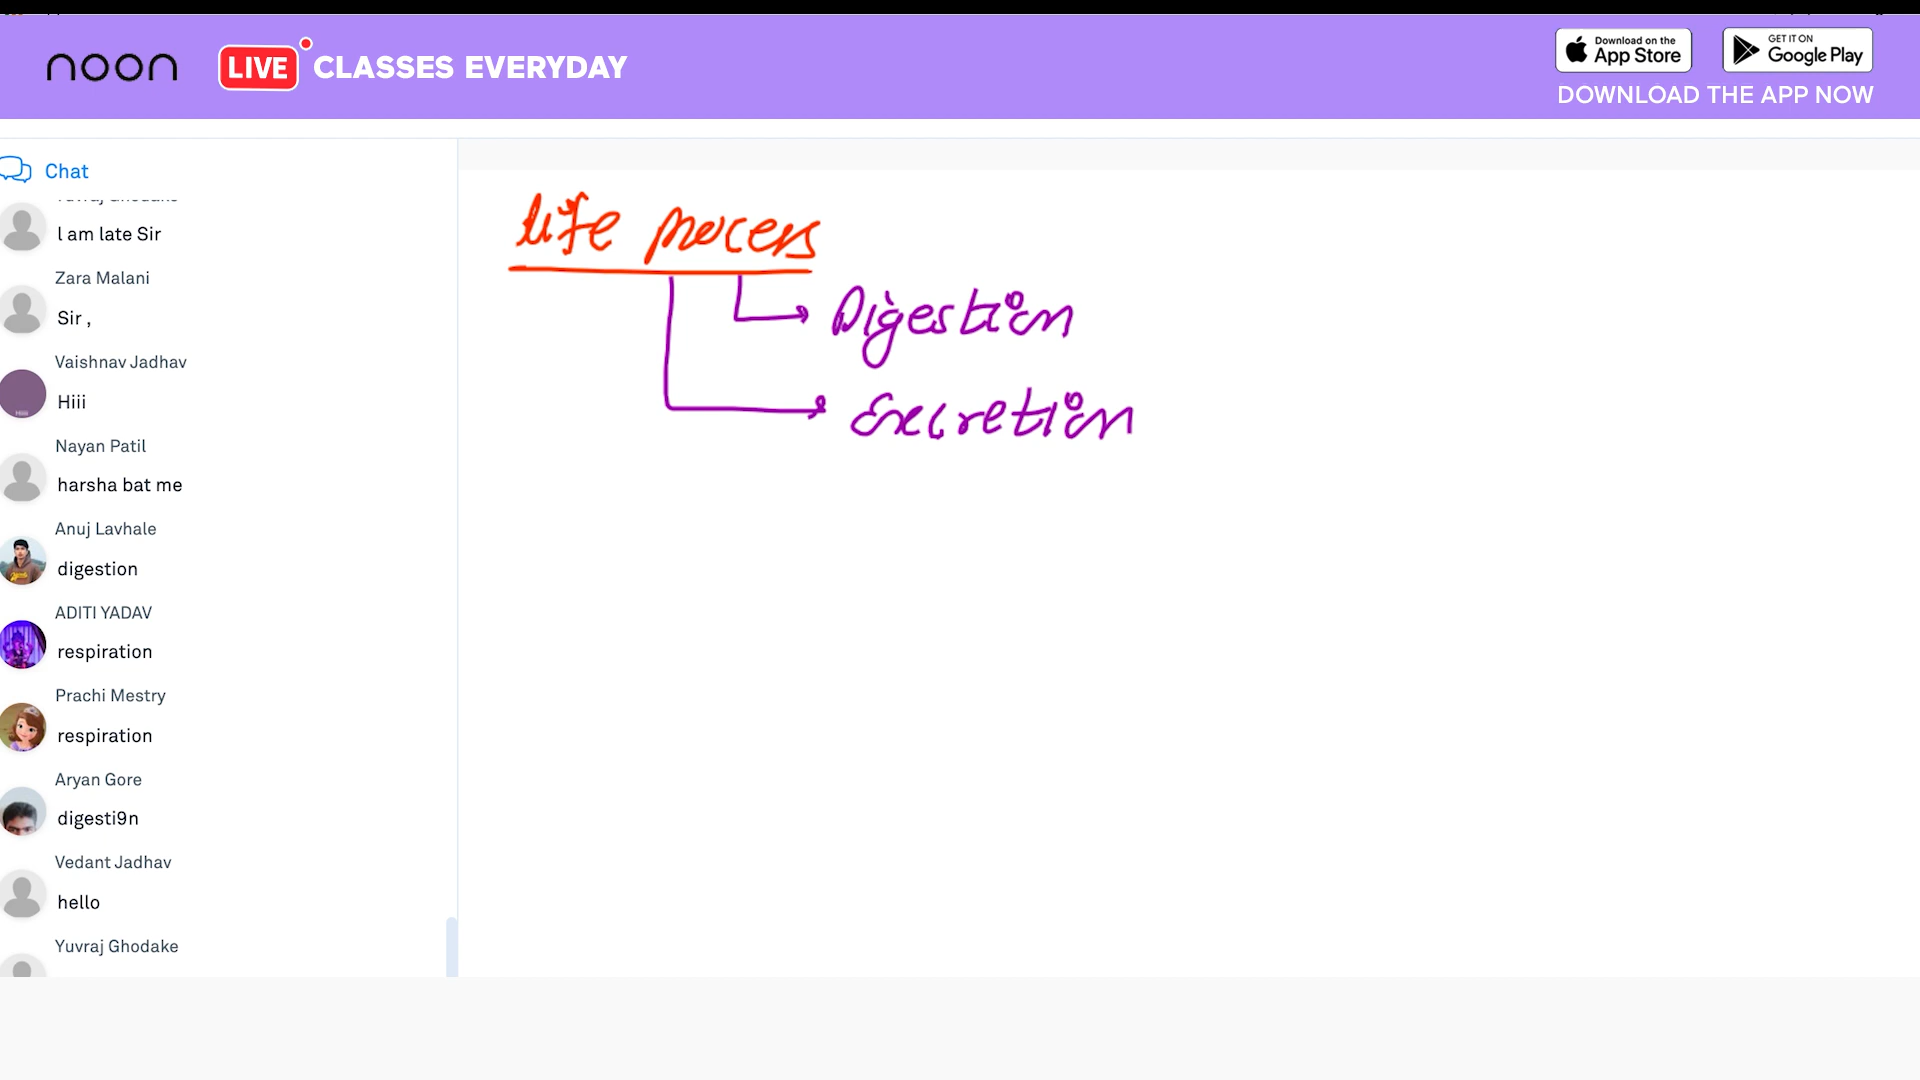 noon LIVE CLASSES EVERYDAY
Download on the App Store
GET IT ON Google Play
DOWNLOAD THE APP NOW
Chat
l am late Sir
Zara Malani
Sir ,
Vaishnav Jadhav
Hiii
Nayan Patil
harsha bat me
Anuj Lavhale
digestion
ADITI YADAV
respiration
Prachi Mestry
respiration
Aryan Gore
digesti9n
Vedant Jadhav
hello
Yuvraj Ghodake
life process
Digestion
Excretion